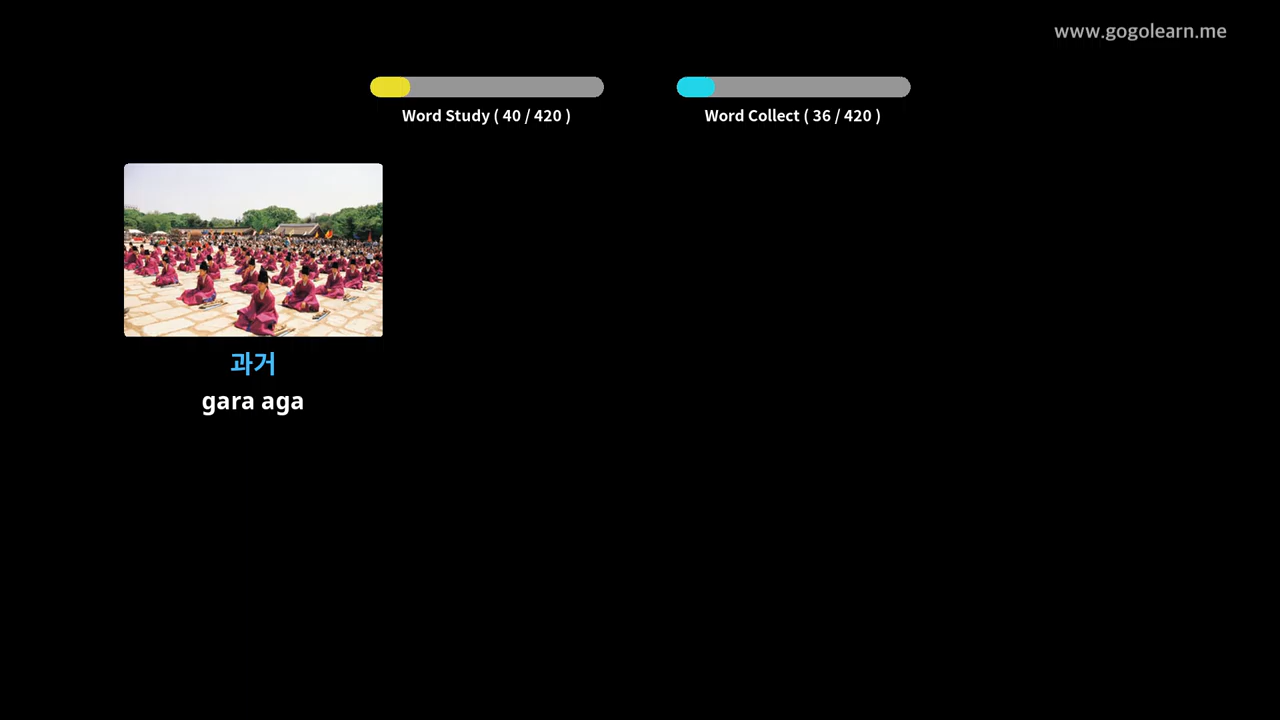 www.gogolearn.me
Word Study ( 40 / 420 )
Word Collect ( 36 / 420 )
과거
gara aga